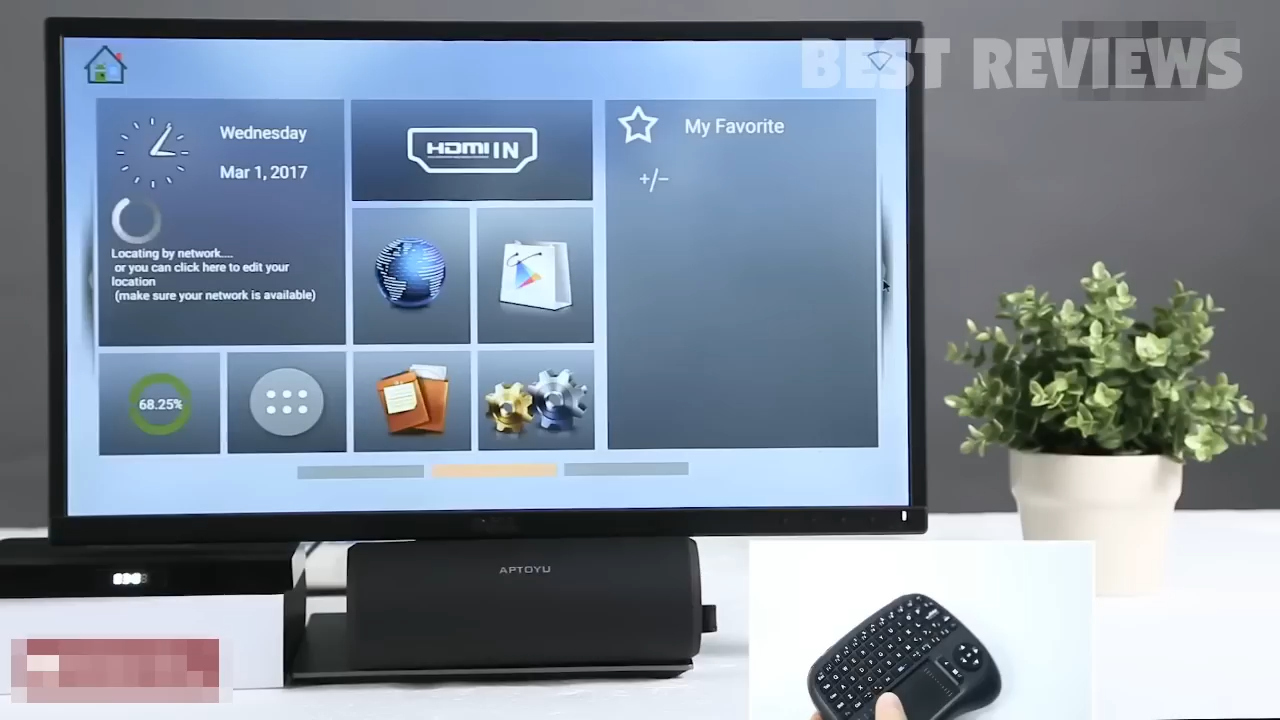 BEST REVIEWS
Wednesday
Mar 1, 2017
Locating by network....
or you can click here to edit your
location
(make sure your network is available)
HDMI IN
My Favorite
+/-
68.25%
APTOYU